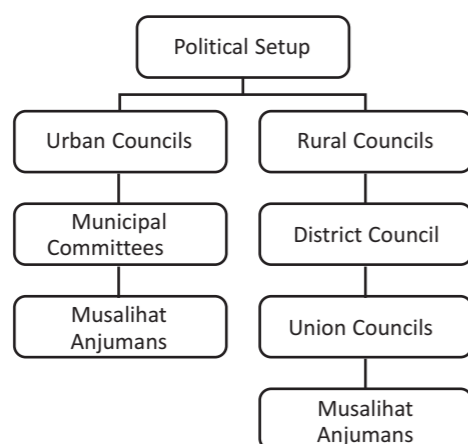 Political Setup
Urban Councils
Municipal
Committees
Musalihat
Anjumans
Rural Councils
District Council
Union Councils
Musalihat
Anjumans